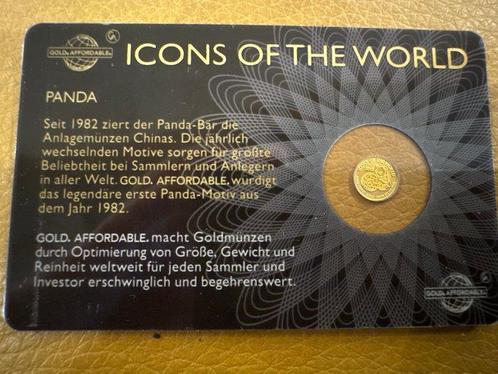 GOLD. AFFORDABLE.
ICONS OF THE WORLD
PANDA
Seit 1982 ziert der Panda-Bär die
Anlagemünzen Chinas. Die jährlich
wechselnden Motive sorgen für größte
Beliebtheit bei Sammlern und Anlegern
in aller Welt. GOLD. AFFORDABLE. würdigt
das legendäre erste Panda-Motiv aus
dem Jahr 1982.
GOLD. AFFORDABLE. macht Goldmünzen
durch Optimierung von Größe, Gewicht und
Reinheit weltweit für jeden Sammler und
Investor erschwinglich und begehrenswert.
GOLD. AFFORDABLE.